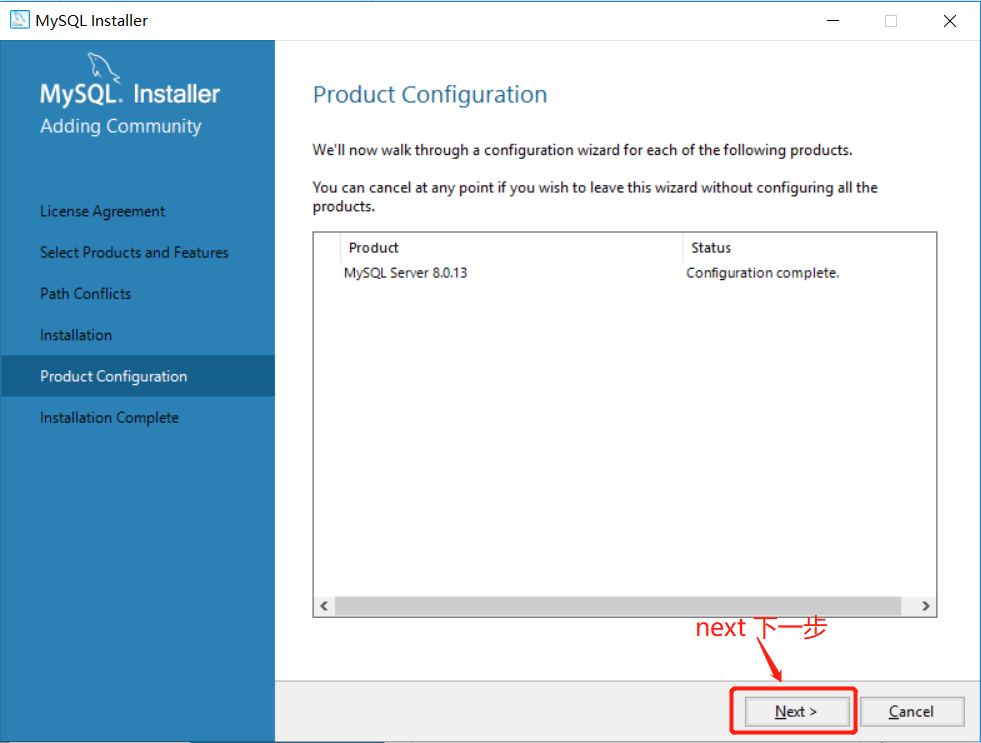 MySQL Installer
MySQL. Installer
Adding Community
License Agreement
Select Products and Features
Path Conflicts
Installation
Product Configuration
Installation Complete
Product Configuration
We'll now walk through a configuration wizard for each of the following products.
You can cancel at any point if you wish to leave this wizard without configuring all the
products.
Product Status
MySQL Server 8.0.13 Configuration complete.
next 下一步
Next > Cancel